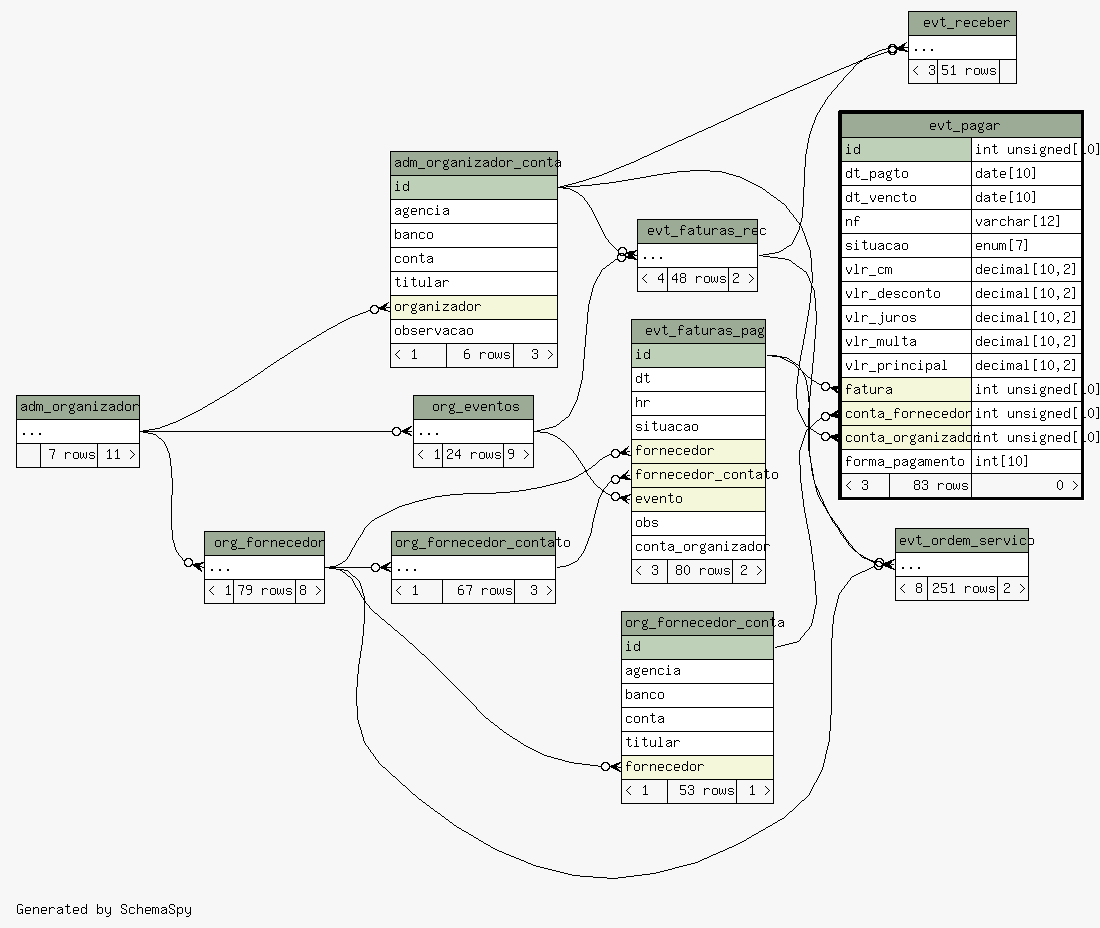 evt_receber
...
< 3 51 rows
evt_pagar
id int unsigned[10]
dt_pagto date[10]
dt_vencto date[10]
nf varchar[12]
situacao enum[7]
vlr_cm decimal[10,2]
vlr_desconto decimal[10,2]
vlr_juros decimal[10,2]
vlr_multa decimal[10,2]
vlr_principal decimal[10,2]
fatura int unsigned[10]
conta_fornecedor int unsigned[10]
conta_organizador int unsigned[10]
forma_pagamento int[10]
< 3 83 rows 0 >
adm_organizador_conta
id
agencia
banco
conta
titular
organizador
observacao
< 1 6 rows 3 >
evt_faturas_rec
...
< 4 48 rows 2 >
evt_faturas_pag
id
dt
hr
situacao
fornecedor
fornecedor_contato
evento
obs
conta_organizador
< 3 80 rows 2 >
adm_organizador
...
7 rows 11 >
org_eventos
...
< 1 24 rows 9 >
org_fornecedor
...
< 1 79 rows 8 >
org_fornecedor_contato
...
< 1 67 rows 3 >
evt_ordem_servico
...
< 8 251 rows 2 >
org_fornecedor_conta
id
agencia
banco
conta
titular
fornecedor
< 1 53 rows 1 >
Generated by SchemaSpy